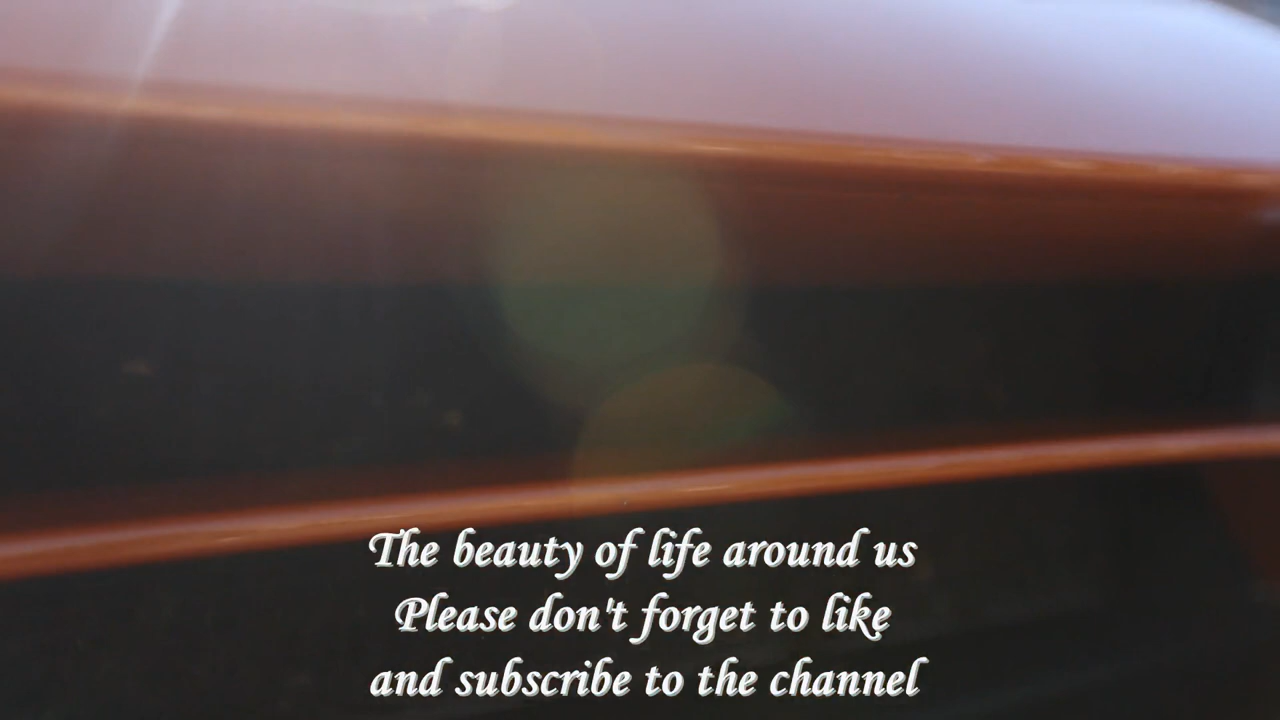 The beauty of life around us
Please don't forget to like
and subscribe to the channel